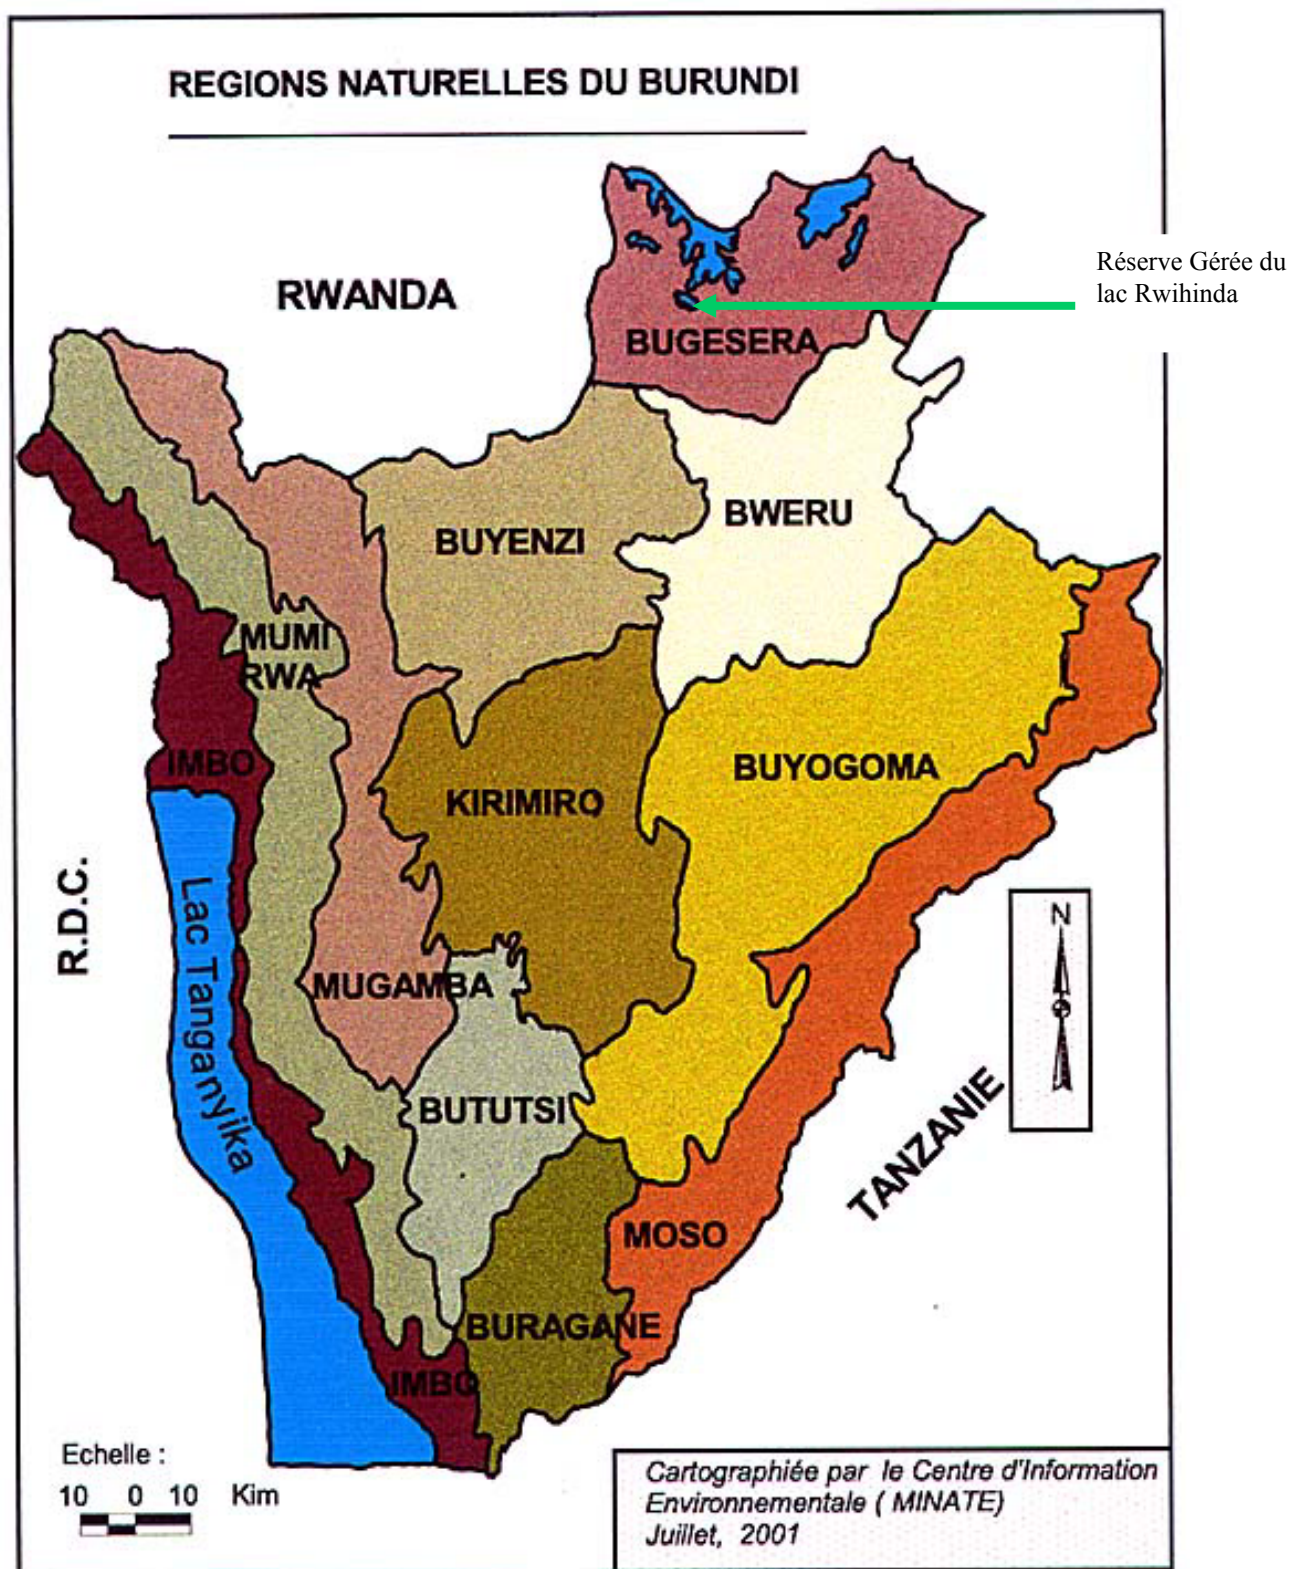 REGIONS NATURELLES DU BURUNDI
Réserve Gérée du
lac Rwihinda
RWANDA
BUGESERA
BWERU
BUYENZI
MUMI
RWA
IMBO
BUYOGOMA
KIRIMIRO
R.D.C.
Lac Tanganyika
N
MUGAMBA
BUTUTSI
TANZANIE
MOSO
BURAGANE
IMBO
Echelle :
10 0 10 Kim
Cartographiée par le Centre d'Information
Environnementale ( MINATE)
Juillet, 2001